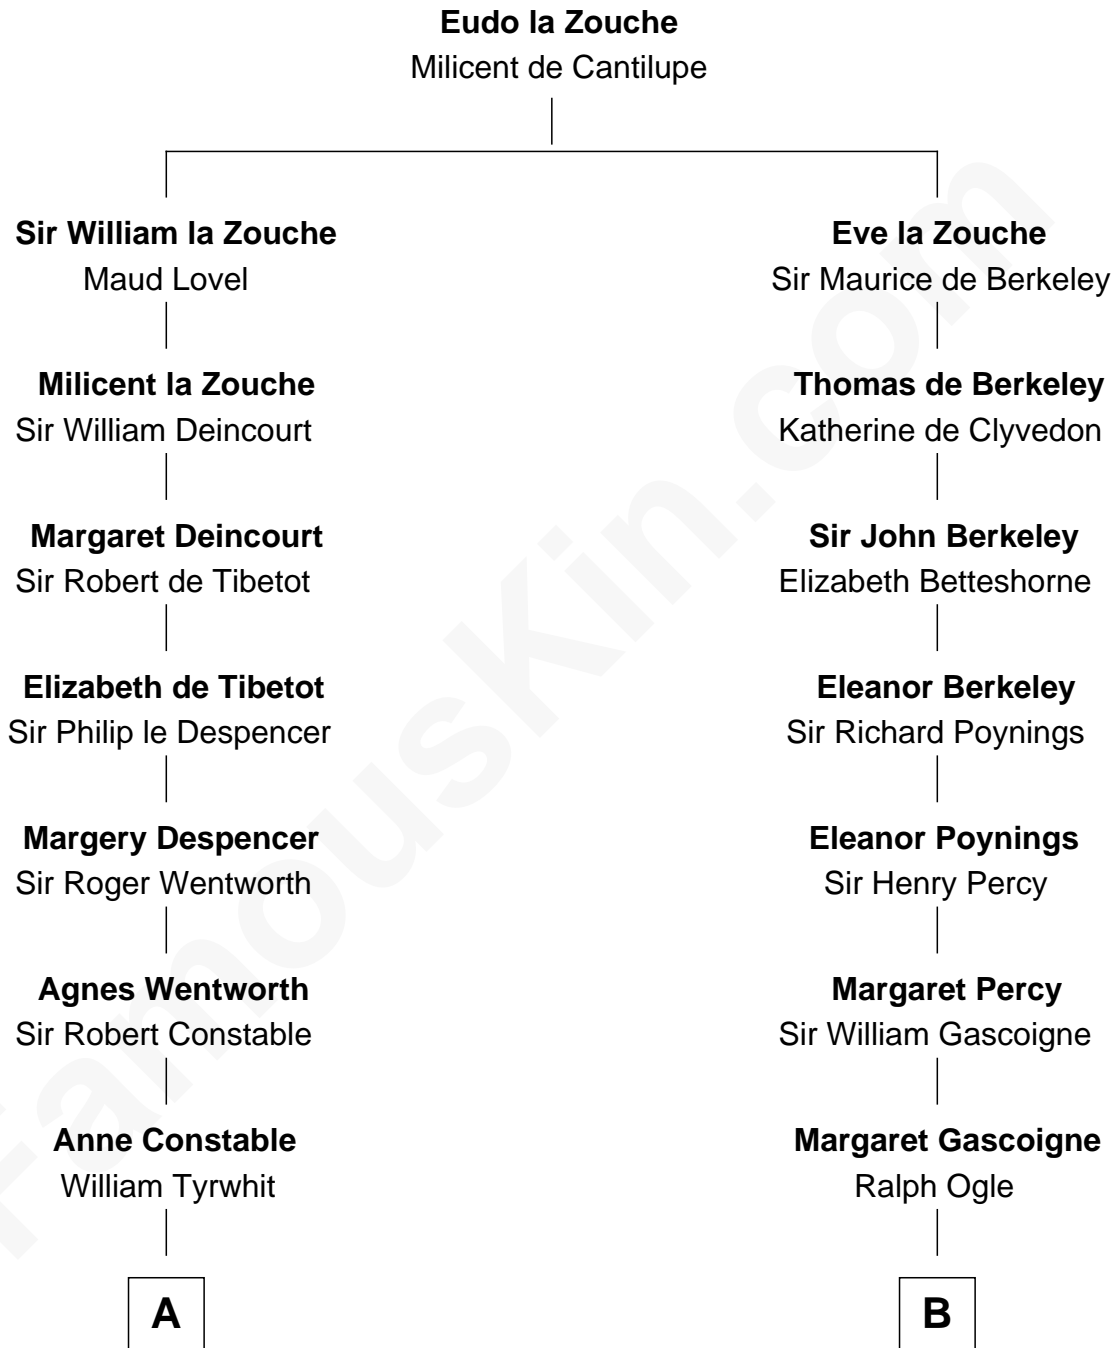 Eudo la Zouche
Milicent de Cantilupe
Sir William la Zouche
Maud Lovel
Eve la Zouche
Sir Maurice de Berkeley
Milicent la Zouche
Sir William Deincourt
Thomas de Berkeley
Katherine de Clyvedon
Margaret Deincourt
Sir Robert de Tibetot
Sir John Berkeley
Elizabeth Betteshorne
Elizabeth de Tibetot
Sir Philip le Despencer
Eleanor Berkeley
Sir Richard Poynings
Margery Despencer
Sir Roger Wentworth
Eleanor Poynings
Sir Henry Percy
Agnes Wentworth
Sir Robert Constable
Margaret Percy
Sir William Gascoigne
Anne Constable
William Tyrwhit
Margaret Gascoigne
Ralph Ogle
A
B
FamousKin.com